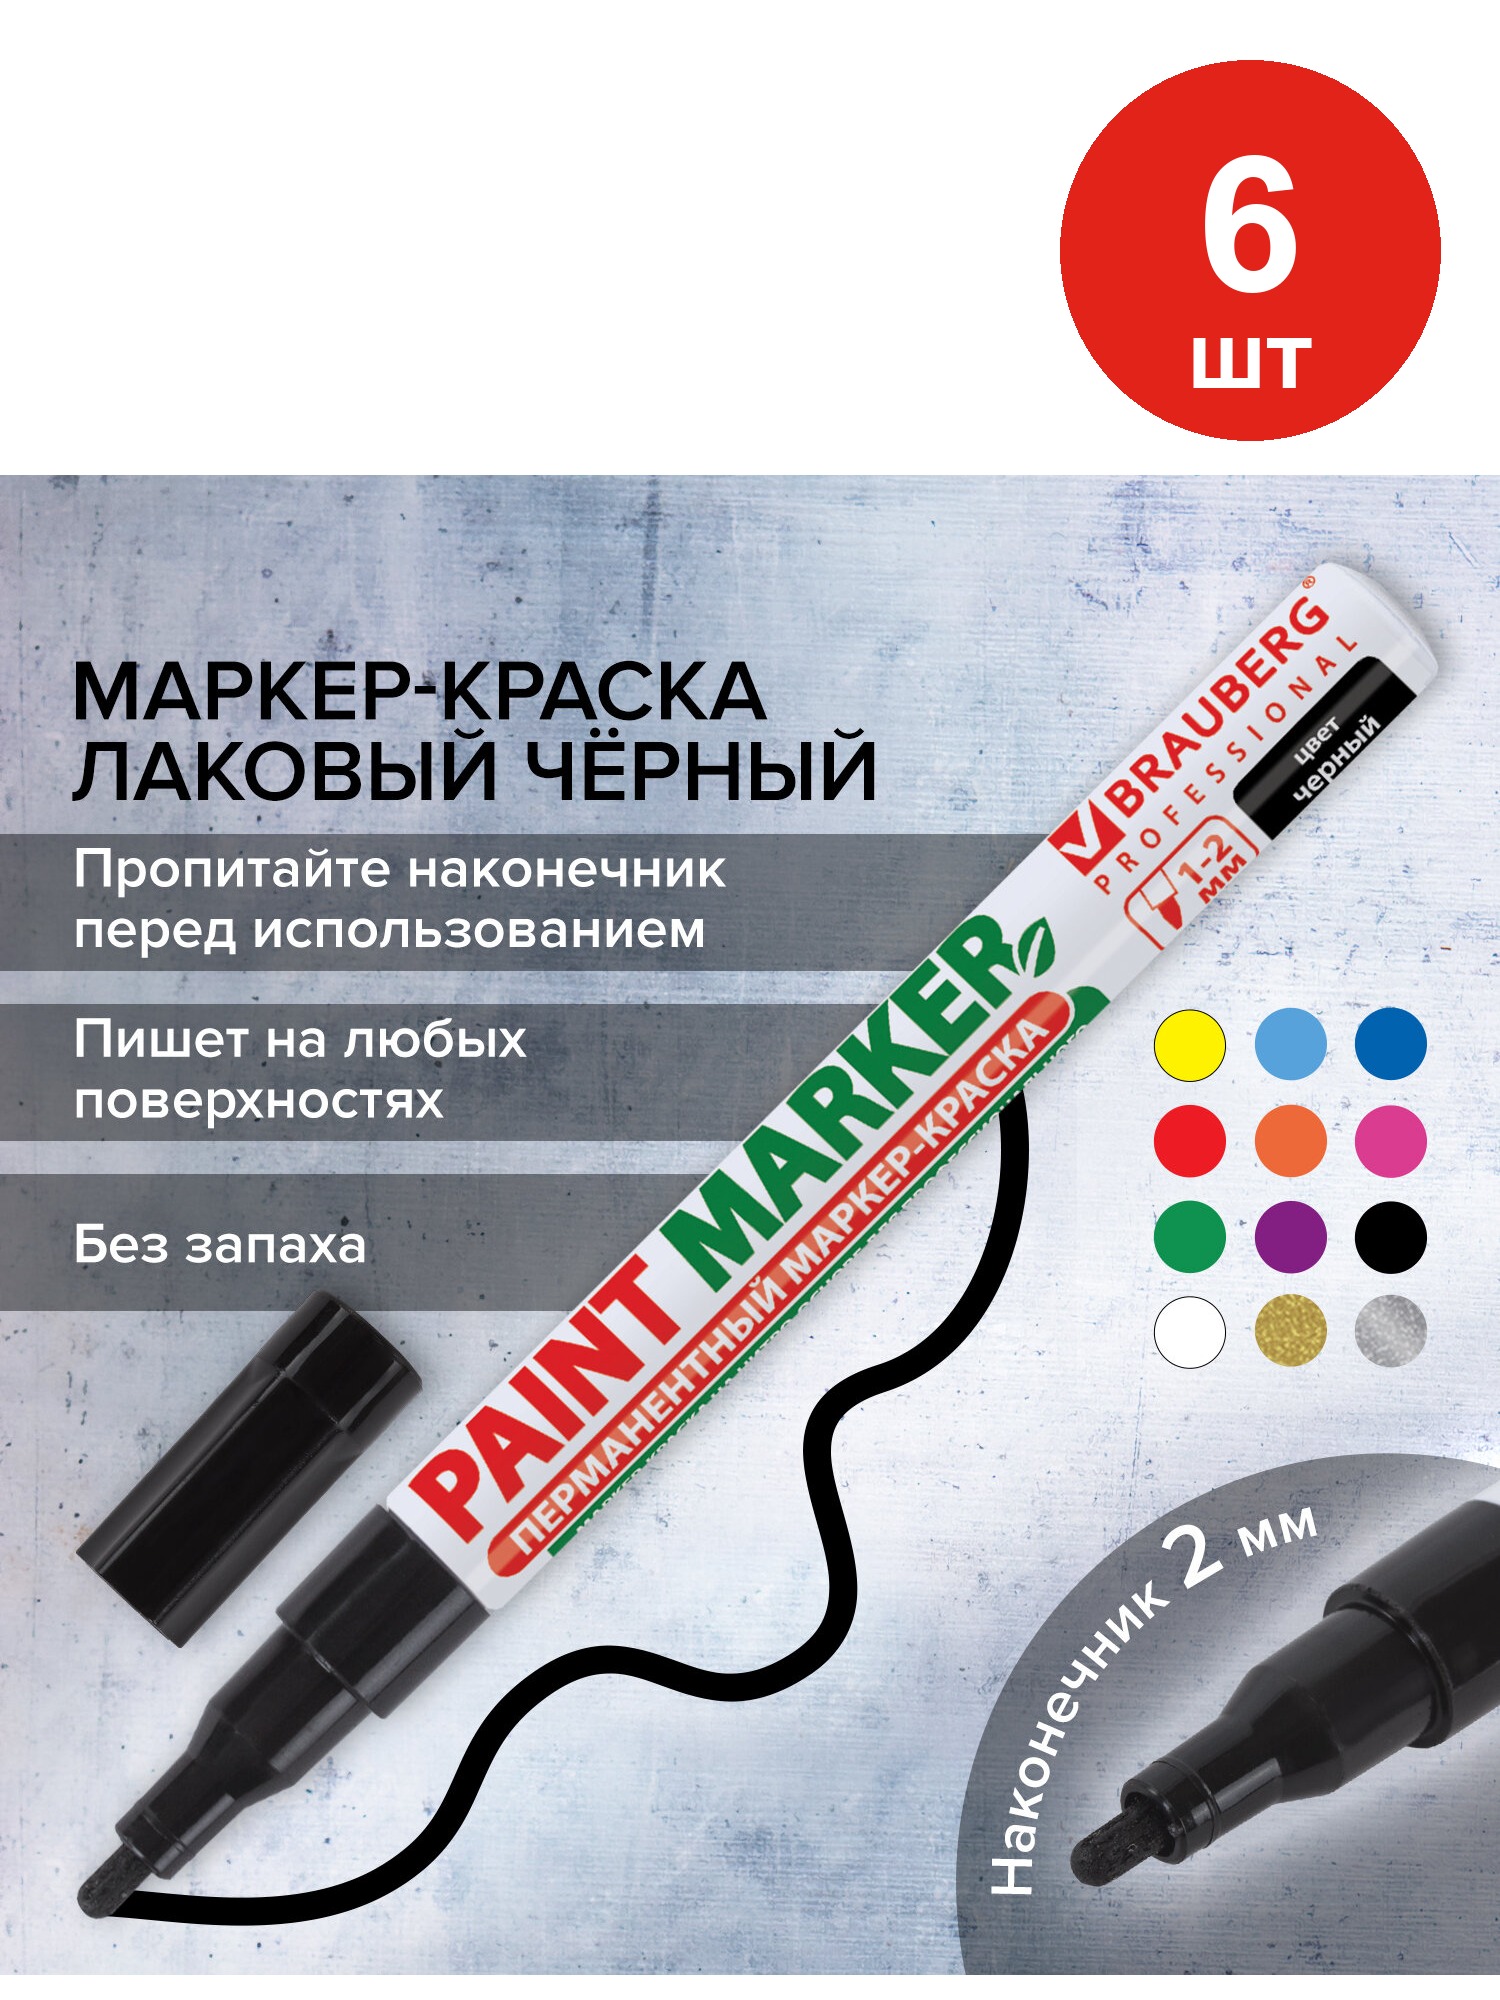 6
шт
МАРКЕР-КРАСКА
ЛАКОВЫЙ ЧЁРНЫЙ
Пропитайте наконечник
перед использованием
Пишет на любых
поверхностях
Без запаха
BRAUBERG®
PROFESSIONAL
цвет
черный
1-2
мм
PAINT MARKER
ПЕРМАНЕНТНЫЙ МАРКЕР-КРАСКА
Наконечник 2 мм